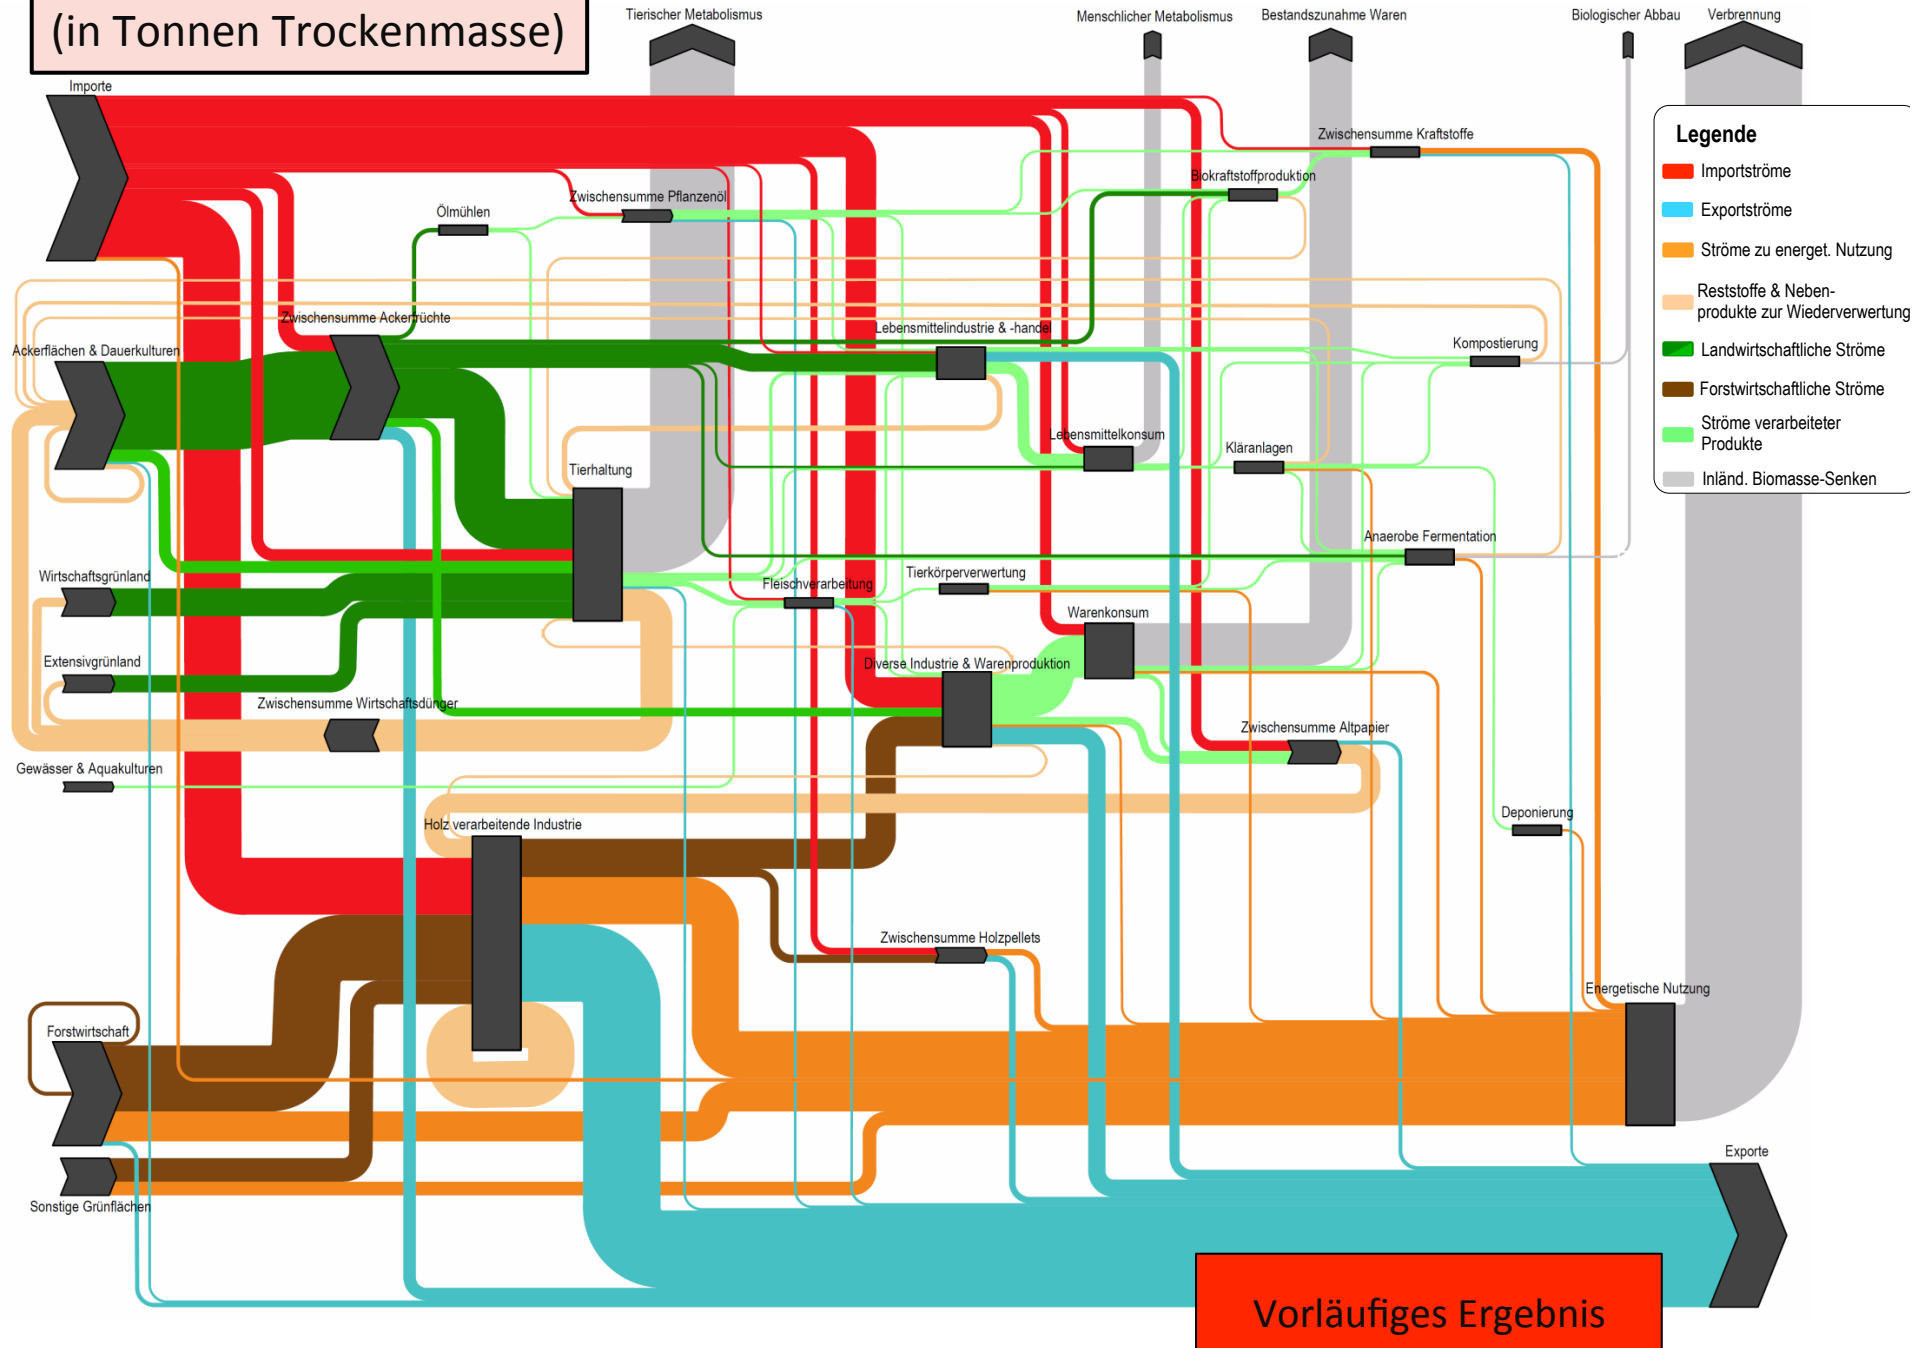 (in Tonnen Trockenmasse)
Tierischer Metabolismus
Menschlicher Metabolismus
Bestandszunahme Waren
Biologischer Abbau
Verbrennung
Importe
Legende
Importströme
Exportströme
Ströme zu energet. Nutzung
Reststoffe & Neben-
produkte zur Wiederverwertung
Landwirtschaftliche Ströme
Forstwirtschaftliche Ströme
Ströme verarbeiteter
Produkte
Inländ. Biomasse-Senken
Zwischensumme Kraftstoffe
Biokraftstoffproduktion
Zwischensumme Pflanzenöl
Ölmühlen
Zwischensumme Ackerfrüchte
Lebensmittelindustrie & -handel
Kompostierung
Ackerflächen & Dauerkulturen
Lebensmittelkonsum
Kläranlagen
Tierhaltung
Anaerobe Fermentation
Wirtschaftsgrünland
Fleischverarbeitung
Tierkörperverwertung
Warenkonsum
Extensivgrünland
Diverse Industrie & Warenproduktion
Zwischensumme Wirtschaftsdünger
Zwischensumme Altpapier
Gewässer & Aquakulturen
Deponierung
Holz verarbeitende Industrie
Zwischensumme Holzpellets
Energetische Nutzung
Forstwirtschaft
Exporte
Sonstige Grünflächen
Vorläufiges Ergebnis